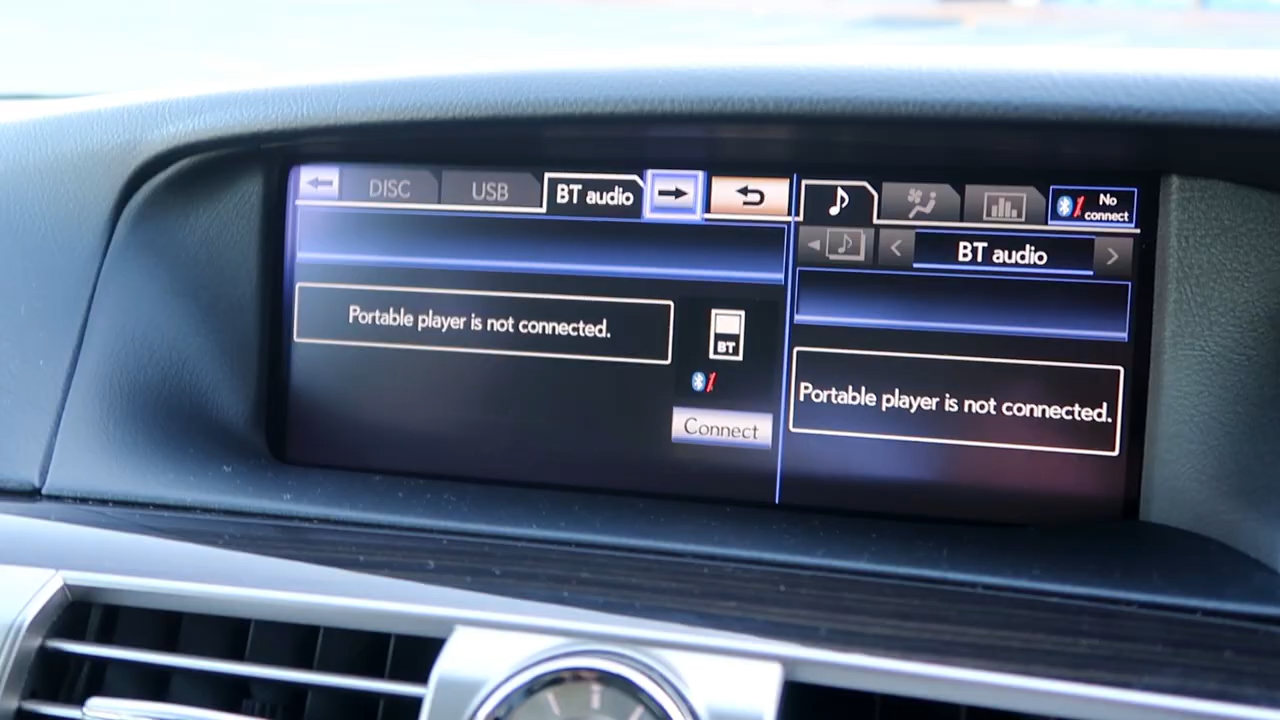 DISC
USB
BT audio
No
connect
BT audio
Portable player is not connected.
BT
Connect
Portable player is not connected.